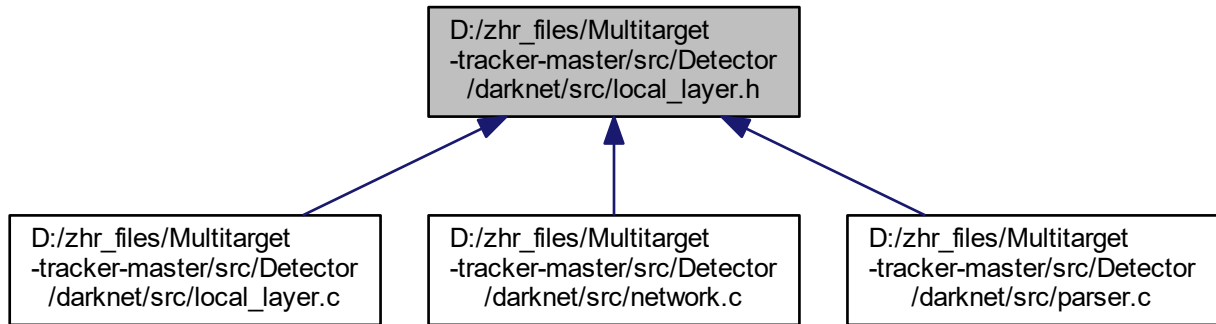 D:/zhr_files/Multitarget
-tracker-master/src/Detector
/darknet/src/local_layer.h
D:/zhr_files/Multitarget
-tracker-master/src/Detector
/darknet/src/local_layer.c
D:/zhr_files/Multitarget
-tracker-master/src/Detector
/darknet/src/network.c
D:/zhr_files/Multitarget
-tracker-master/src/Detector
/darknet/src/parser.c